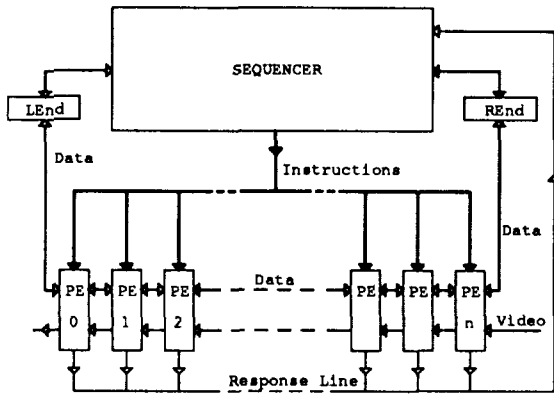 SEQUENCER
LEnd
REnd
Data
Instructions
Data
PE PE PE Data PE PE PE
0 1 2 n Video
Response Line